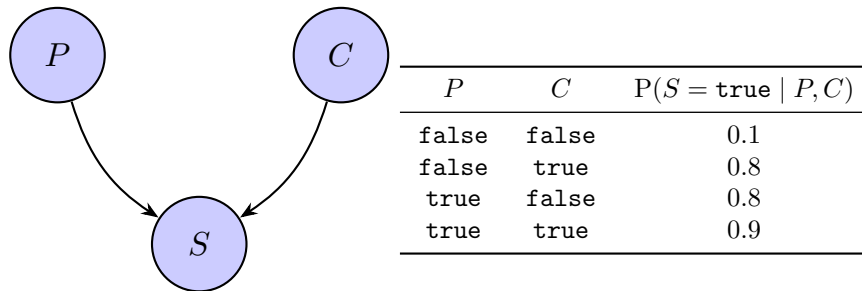 P
C
S
P C P(S = true | P, C)
false false 0.1
false true 0.8
true false 0.8
true true 0.9